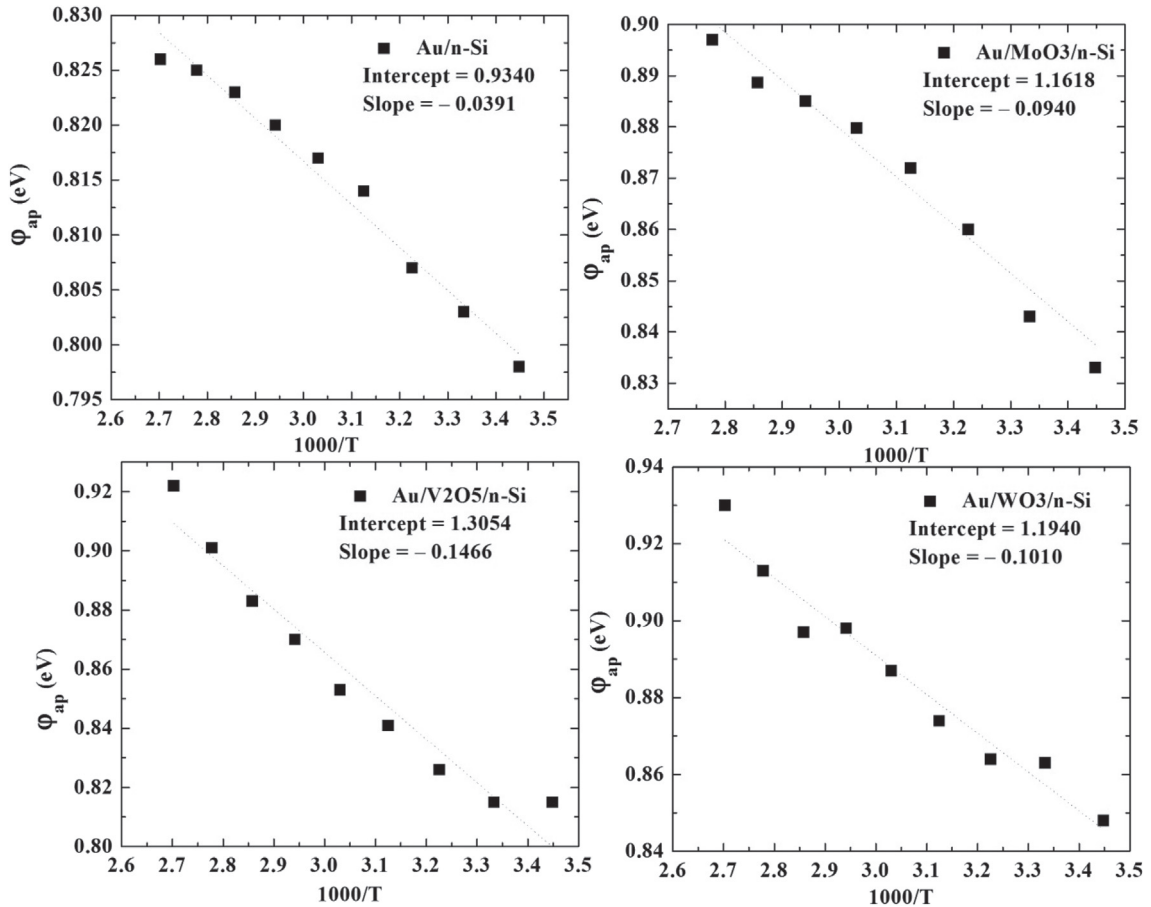 0.830
0.825
0.820
0.815
0.810
0.805
0.800
0.795
φap (eV)
Au/n-Si
Intercept = 0.9340
Slope = – 0.0391
2.6 2.7 2.8 2.9 3.0 3.1 3.2 3.3 3.4 3.5
1000/T
0.90
0.89
0.88
0.87
0.86
0.85
0.84
0.83
φap (eV)
Au/MoO3/n-Si
Intercept = 1.1618
Slope = – 0.0940
2.7 2.8 2.9 3.0 3.1 3.2 3.3 3.4 3.5
1000/T
0.92
0.90
0.88
0.86
0.84
0.82
0.80
φap (eV)
Au/V2O5/n-Si
Intercept = 1.3054
Slope = – 0.1466
2.6 2.7 2.8 2.9 3.0 3.1 3.2 3.3 3.4 3.5
1000/T
0.94
0.92
0.90
0.88
0.86
0.84
φap (eV)
Au/WO3/n-Si
Intercept = 1.1940
Slope = – 0.1010
2.6 2.7 2.8 2.9 3.0 3.1 3.2 3.3 3.4 3.5
1000/T